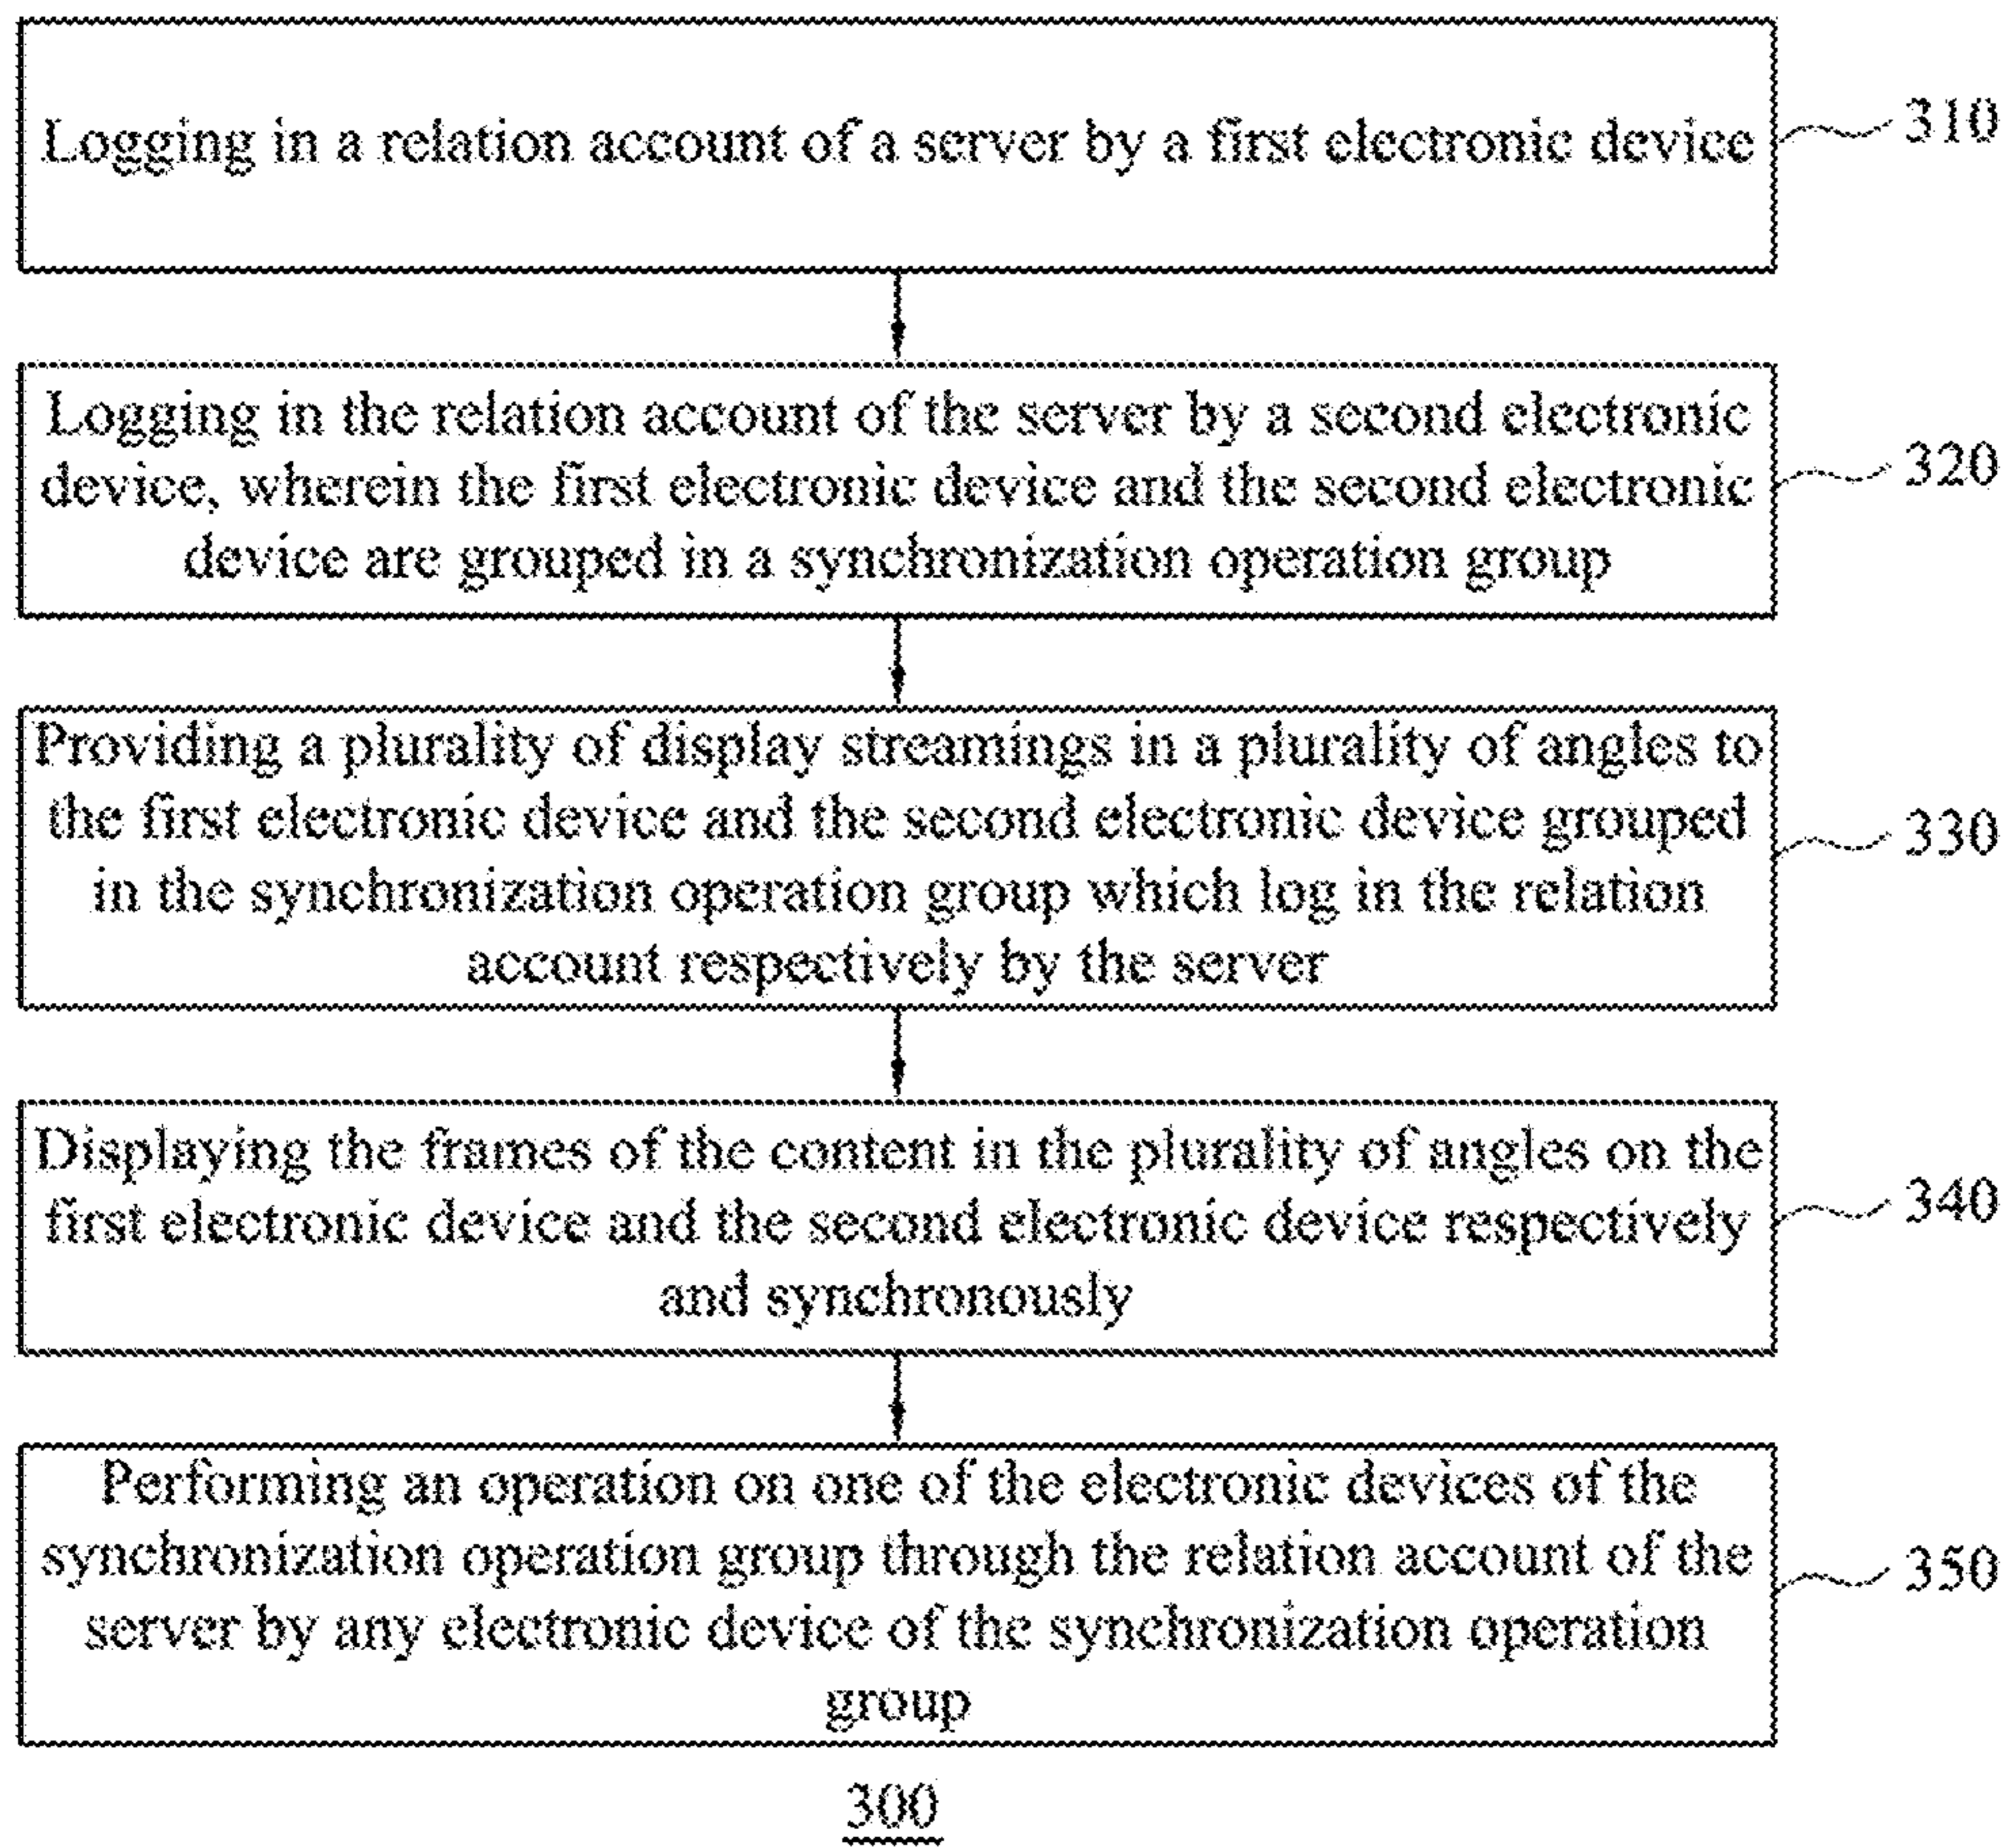 Logging in a relation account of a server by a first electronic device
310
Logging in the relation account of the server by a second electronic
device, wherein the first electronic device and the second electronic
device are grouped in a synchronization operation group
320
Providing a plurality of display streamings in a plurality of angles to
the first electronic device and the second electronic device grouped
in the synchronization operation group which log in the relation
account respectively by the server
330
Displaying the frames of the content in the plurality of angles on the
first electronic device and the second electronic device respectively
and synchronously
340
Performing an operation on one of the electronic devices of the
synchronization operation group through the relation account of the
server by any electronic device of the synchronization operation
group
350
300